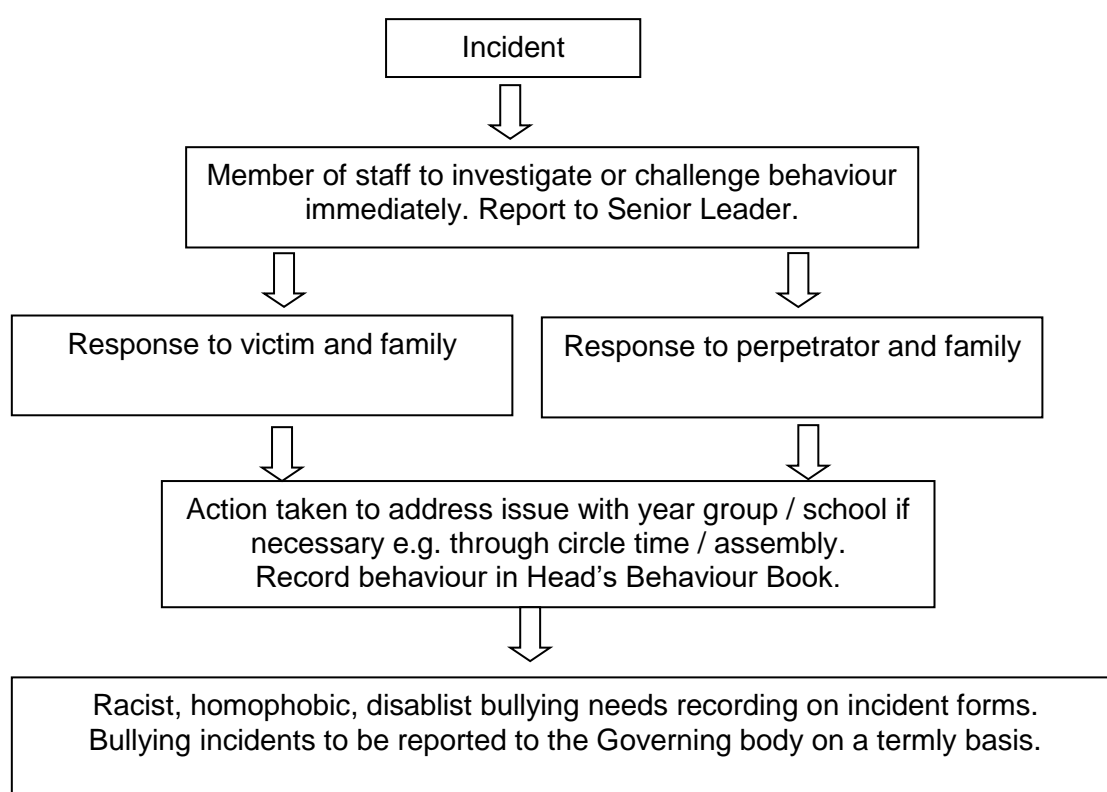 Incident
Member of staff to investigate or challenge behaviour
immediately. Report to Senior Leader.
Response to victim and family
Response to perpetrator and family
Action taken to address issue with year group / school if
necessary e.g. through circle time / assembly.
Record behaviour in Head’s Behaviour Book.
Racist, homophobic, disablist bullying needs recording on incident forms.
Bullying incidents to be reported to the Governing body on a termly basis.